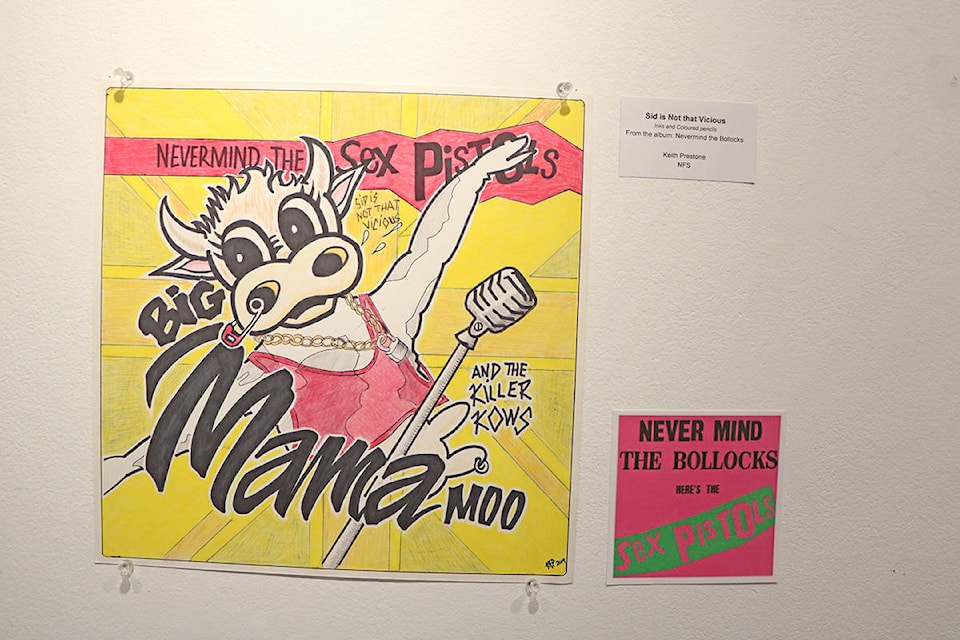 NEVERMIND THE SEX PISTOLS
SID IS
NOT THAT
VICIOUS
BIG
Mama
MOO
AND THE
KILLER
KOWS
Sid is Not that Vicious
Inks and Coloured pencils
From the album: Nevermind the Bollocks
Keith Prestone
NFS
NEVER MIND
THE BOLLOCKS
HERE'S THE
SEX PISTOLS